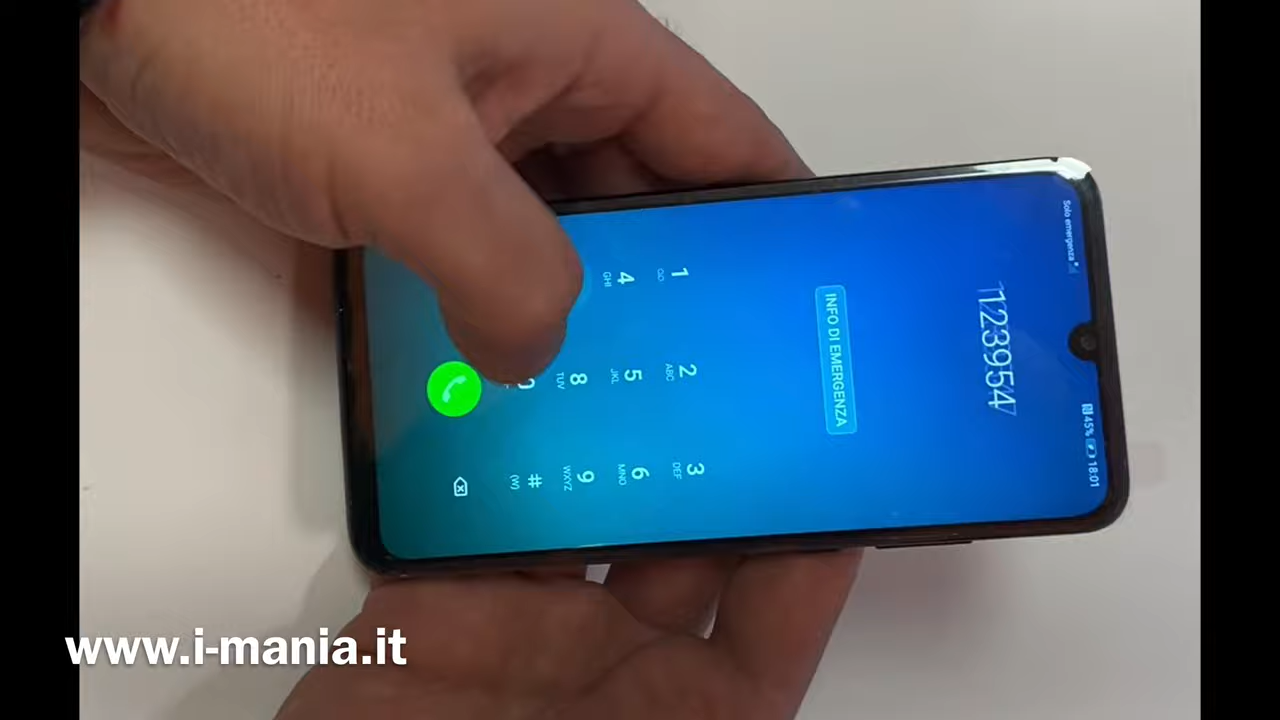 Solo emergenza
45% 18:01
INFO DI EMERGENZA
1
2 ABC
3 DEF
4 GHI
5 JKL
6 MNO
8 TUV
9 WXYZ
# (W)
www.i-mania.it